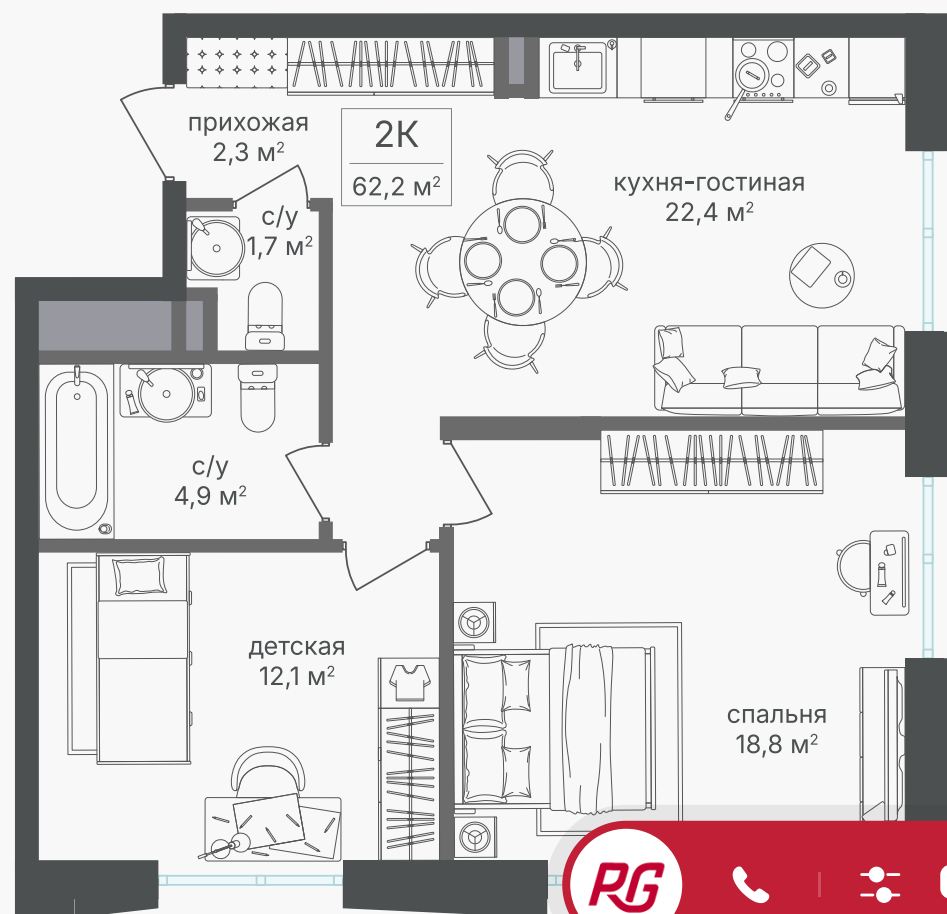 прихожая
2,3 м²
2К
62,2 м²
кухня-гостиная
22,4 м²
с/у
1,7 м²
с/у
4,9 м²
детская
12,1 м²
спальня
18,8 м²
RG